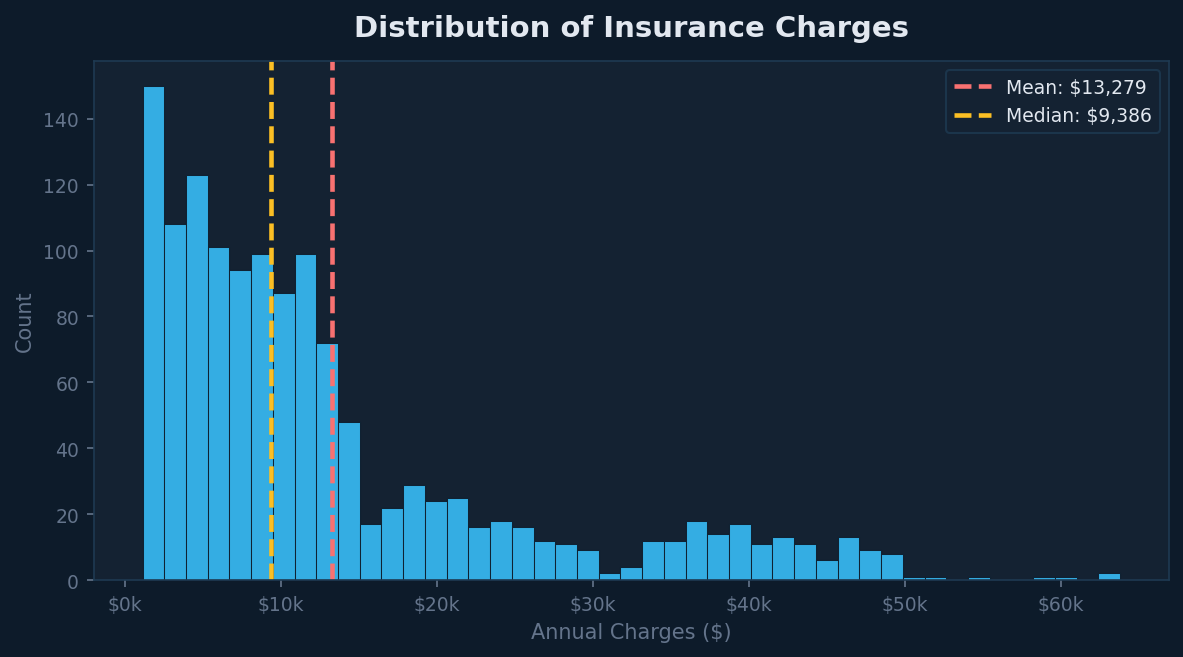 Distribution of Insurance Charges
Mean: $13,279
Median: $9,386
Count
140
120
100
80
60
40
20
0
$0k $10k $20k $30k $40k $50k $60k
Annual Charges ($)